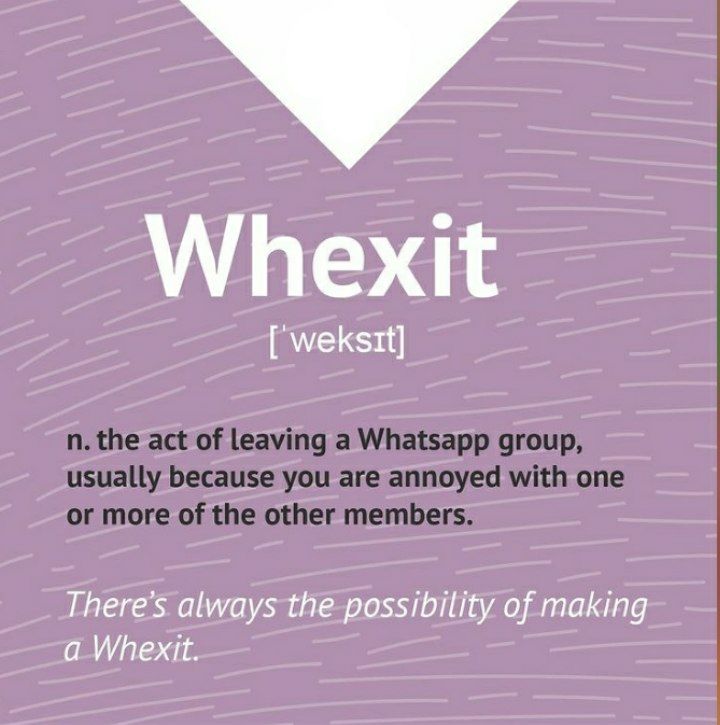 Whexit
[ˈweksɪt]
n. the act of leaving a Whatsapp group,
usually because you are annoyed with one
or more of the other members.
There's always the possibility of making
a Whexit.